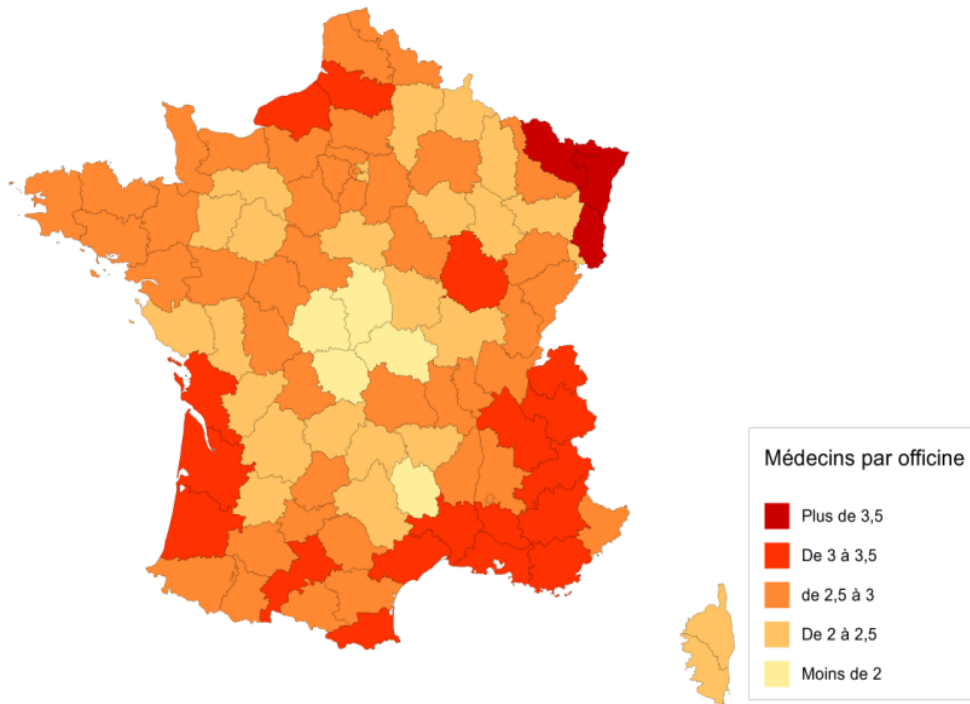 Médecins par officine
Plus de 3,5
De 3 à 3,5
de 2,5 à 3
De 2 à 2,5
Moins de 2